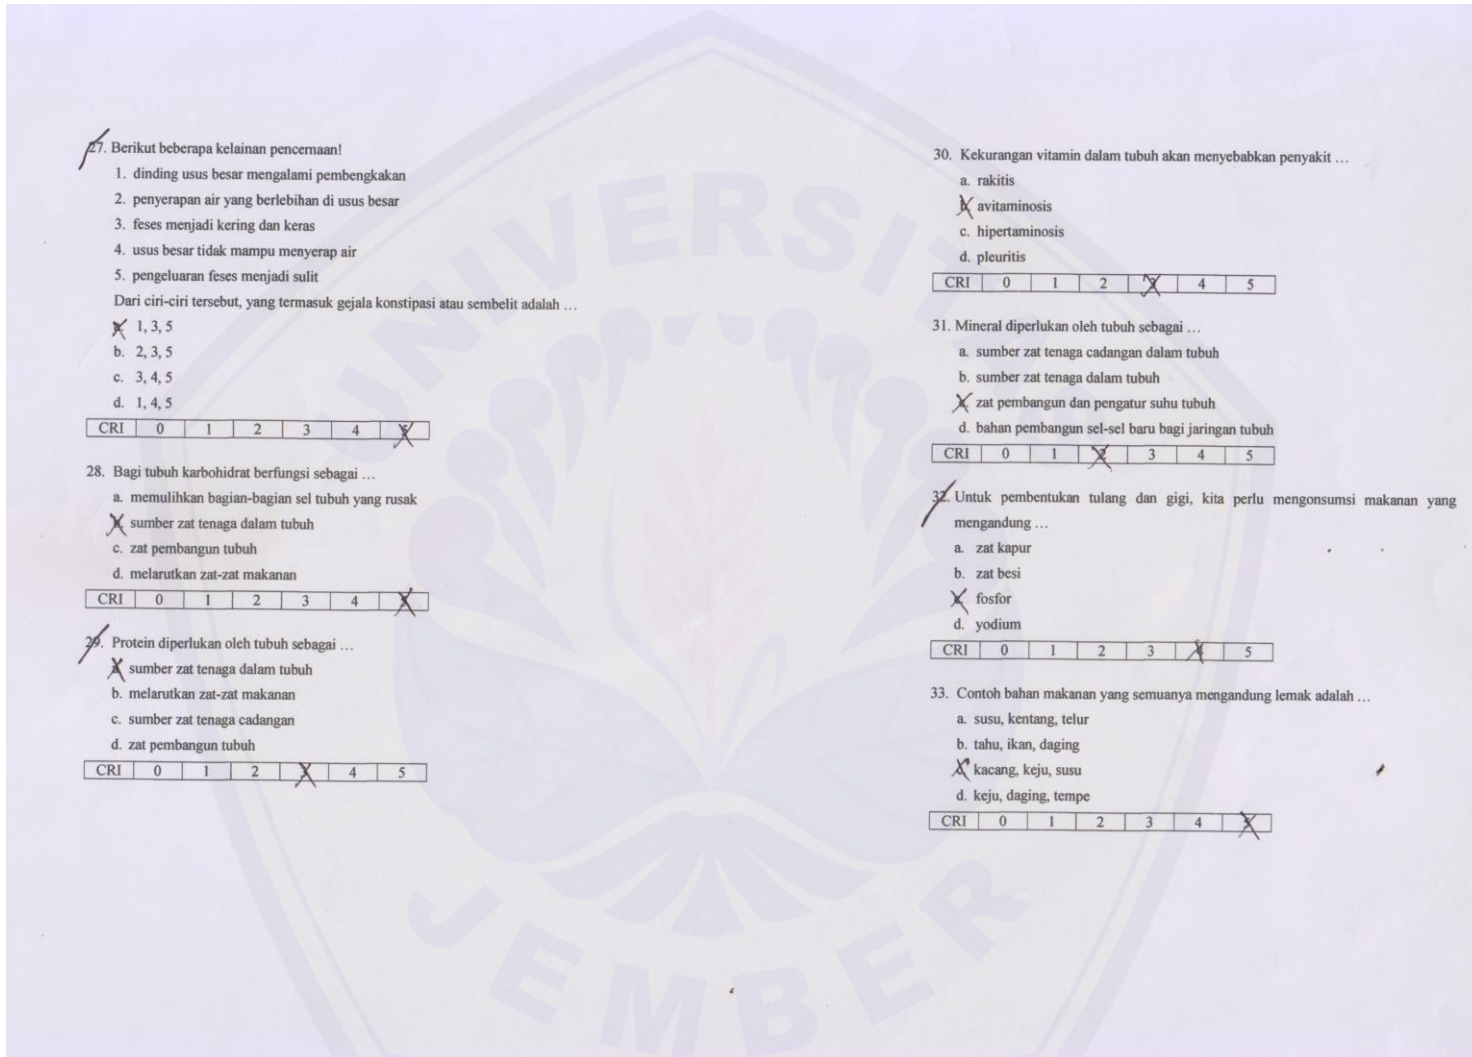 27. Berikut beberapa kelainan pencernaan!
1. dinding usus besar mengalami pembengkakan
2. penyerapan air yang berlebihan di usus besar
3. feses menjadi kering dan keras
4. usus besar tidak mampu menyerap air
5. pengeluaran feses menjadi sulit
Dari ciri-ciri tersebut, yang termasuk gejala konstipasi atau sembelit adalah …
a. 1, 3, 5
b. 2, 3, 5
c. 3, 4, 5
d. 1, 4, 5
CRI 0 1 2 3 4 5
28. Bagi tubuh karbohidrat berfungsi sebagai …
a. memulihkan bagian-bagian sel tubuh yang rusak
b. sumber zat tenaga dalam tubuh
c. zat pembangun tubuh
d. melarutkan zat-zat makanan
CRI 0 1 2 3 4 5
29. Protein diperlukan oleh tubuh sebagai …
a. sumber zat tenaga dalam tubuh
b. melarutkan zat-zat makanan
c. sumber zat tenaga cadangan
d. zat pembangun tubuh
CRI 0 1 2 3 4 5
30. Kekurangan vitamin dalam tubuh akan menyebabkan penyakit …
a. rakitis
b. avitaminosis
c. hipertaminosis
d. pleuritis
CRI 0 1 2 3 4 5
31. Mineral diperlukan oleh tubuh sebagai …
a. sumber zat tenaga cadangan dalam tubuh
b. sumber zat tenaga dalam tubuh
c. zat pembangun dan pengatur suhu tubuh
d. bahan pembangun sel-sel baru bagi jaringan tubuh
CRI 0 1 2 3 4 5
32. Untuk pembentukan tulang dan gigi, kita perlu mengonsumsi makanan yang
mengandung …
a. zat kapur
b. zat besi
c. fosfor
d. yodium
CRI 0 1 2 3 4 5
33. Contoh bahan makanan yang semuanya mengandung lemak adalah …
a. susu, kentang, telur
b. tahu, ikan, daging
c. kacang, keju, susu
d. keju, daging, tempe
CRI 0 1 2 3 4 5
UNIVERSITAS
JEMBER